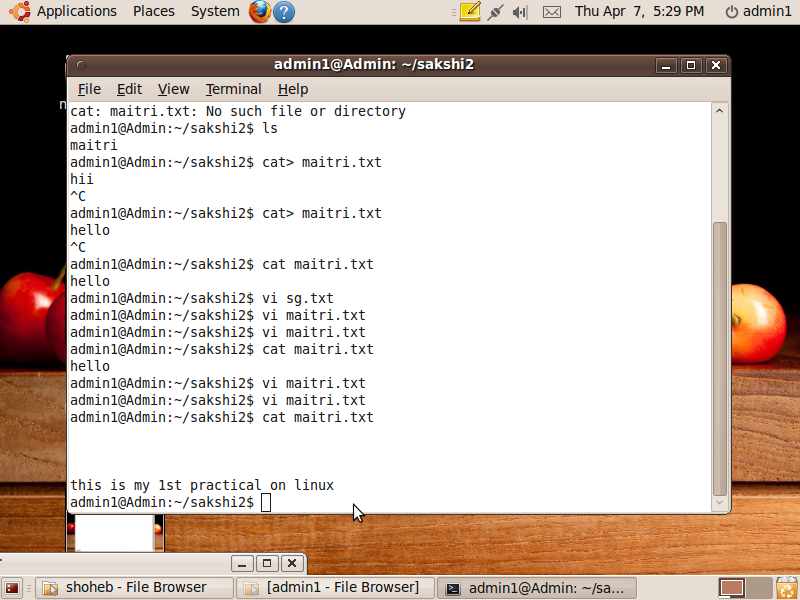 Applications Places System Thu Apr 7, 5:29 PM admin1
admin1@Admin: ~/sakshi2
File Edit View Terminal Help
n
cat: maitri.txt: No such file or directory
admin1@Admin:~/sakshi2$ ls
maitri
admin1@Admin:~/sakshi2$ cat> maitri.txt
hii
^C
admin1@Admin:~/sakshi2$ cat> maitri.txt
hello
^C
admin1@Admin:~/sakshi2$ cat maitri.txt
hello
admin1@Admin:~/sakshi2$ vi sg.txt
admin1@Admin:~/sakshi2$ vi maitri.txt
admin1@Admin:~/sakshi2$ vi maitri.txt
admin1@Admin:~/sakshi2$ cat maitri.txt
hello
admin1@Admin:~/sakshi2$ vi maitri.txt
admin1@Admin:~/sakshi2$ vi maitri.txt
admin1@Admin:~/sakshi2$ cat maitri.txt
this is my 1st practical on linux
admin1@Admin:~/sakshi2$
shoheb - File Browser [admin1 - File Browser] admin1@Admin: ~/sa...